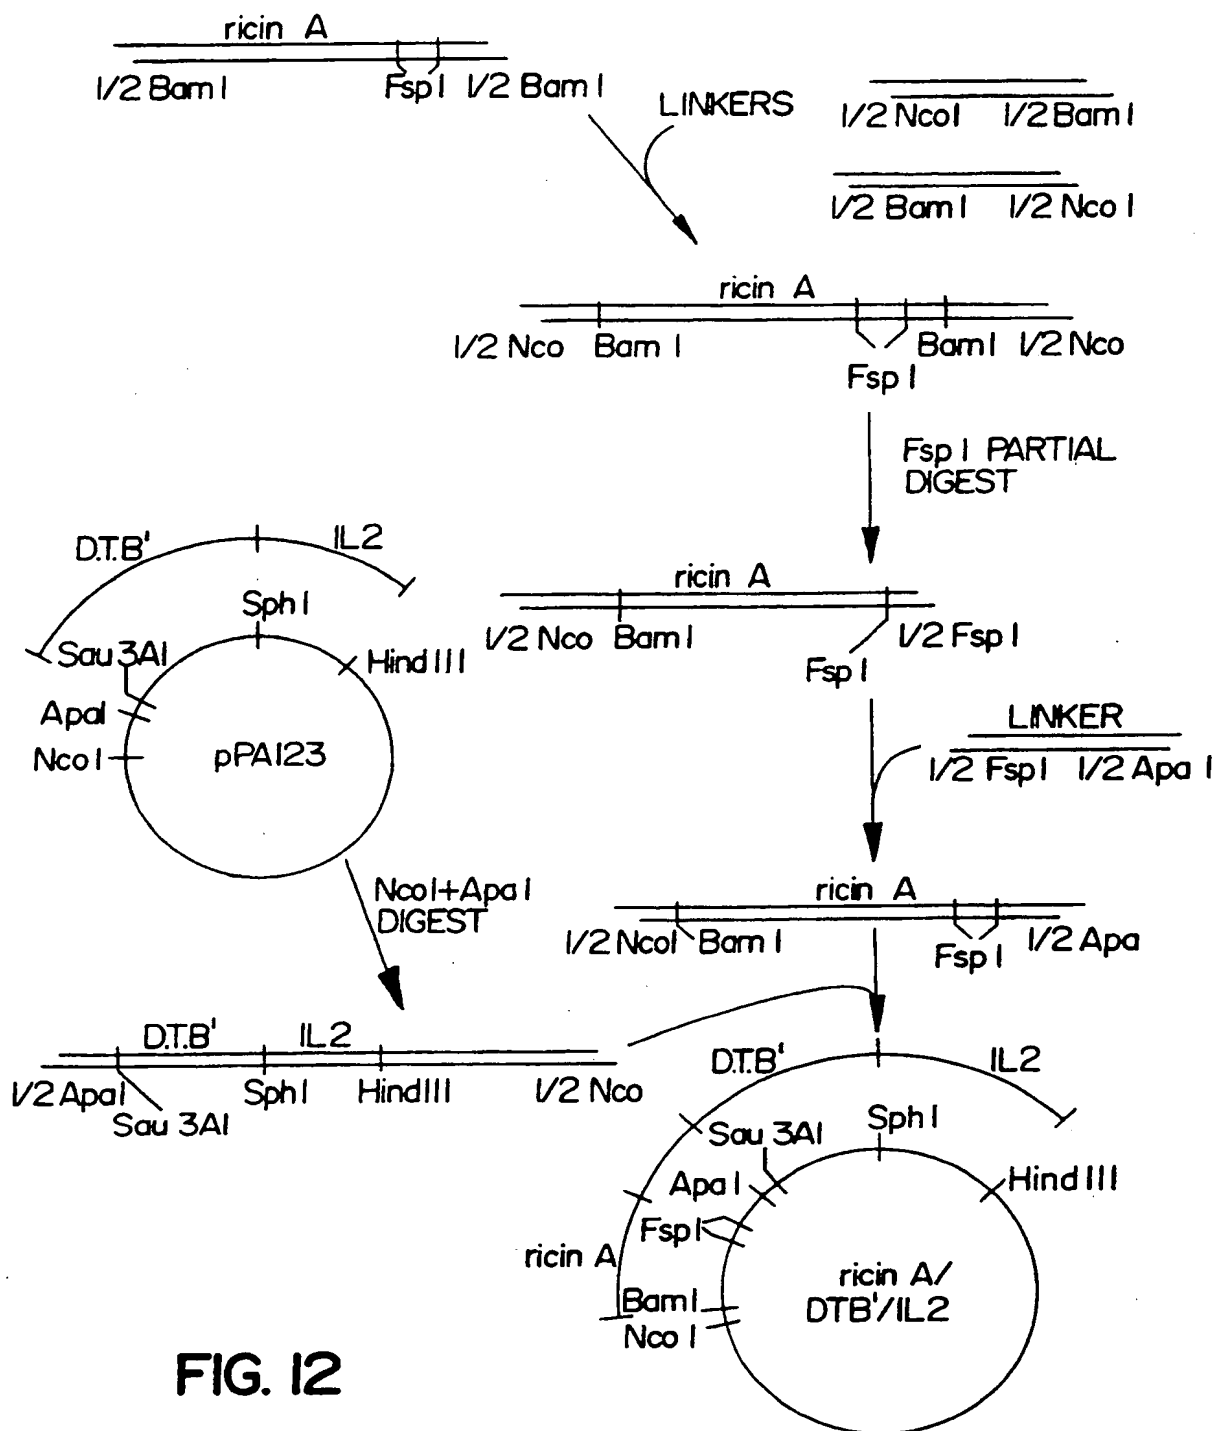 ricin A
1/2 Bam I
Fsp I
1/2 Bam I
LINKERS
1/2 Nco I
1/2 Bam I
1/2 Bam I
1/2 Nco I
ricin A
1/2 Nco
Bam I
Fsp I
Bam I
1/2 Nco
Fsp I PARTIAL
DIGEST
D.T.B'
IL2
Sph I
Sau 3AI
Hind III
Apa I
Nco I
pPA123
ricin A
1/2 Nco
Bam I
Fsp I
1/2 Fsp I
LINKER
1/2 Fsp I
1/2 Apa I
Nco I + Apa I
DIGEST
ricin A
1/2 Nco I
Bam I
Fsp I
1/2 Apa
D.T.B'
IL2
1/2 Apa I
Sau 3AI
Sph I
Hind III
1/2 Nco
D.T.B'
IL2
Sph I
Sau 3AI
Hind III
Apa I
Fsp I
ricin A
Bam I
Nco I
ricin A/
DTB'/IL2
FIG. 12